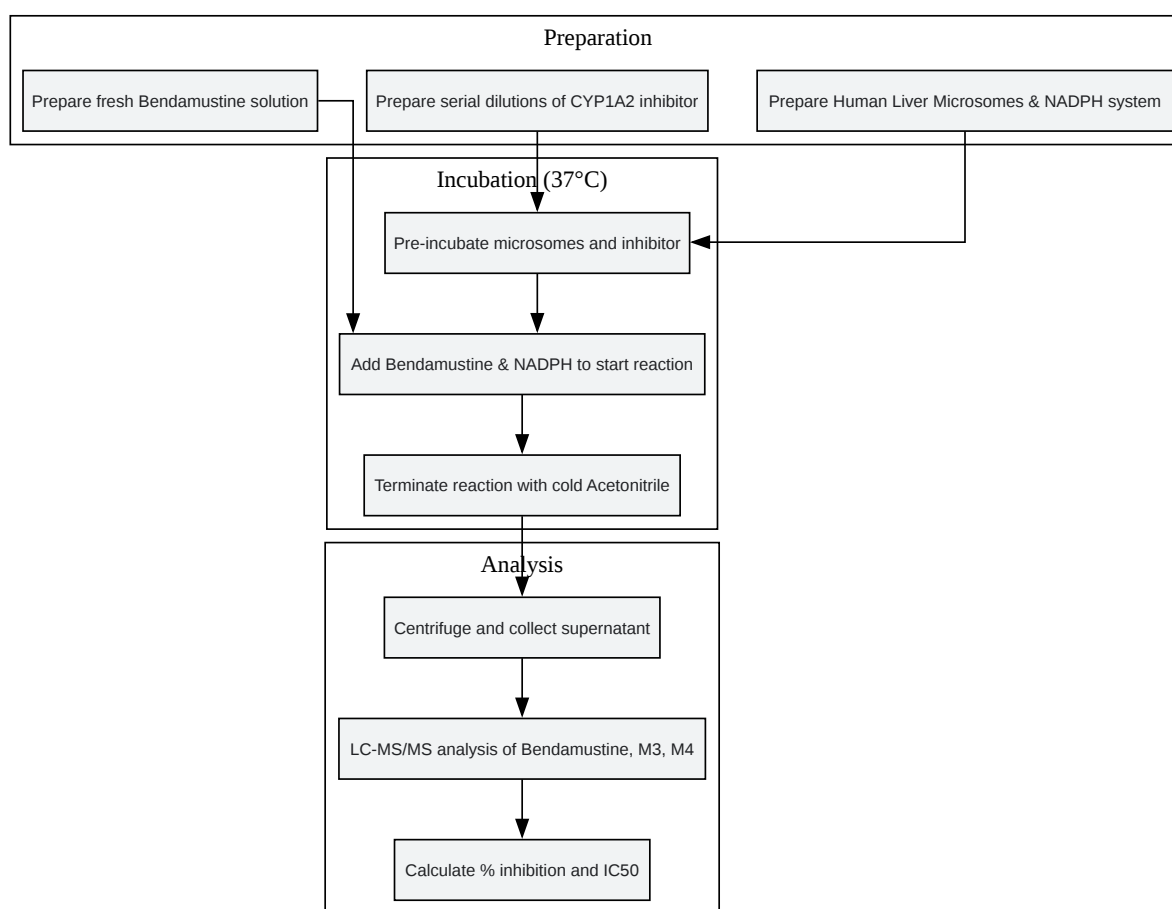 Preparation
Prepare fresh Bendamustine solution
Prepare serial dilutions of CYP1A2 inhibitor
Prepare Human Liver Microsomes & NADPH system
Incubation (37°C)
Pre-incubate microsomes and inhibitor
Add Bendamustine & NADPH to start reaction
Terminate reaction with cold Acetonitrile
Analysis
Centrifuge and collect supernatant
LC-MS/MS analysis of Bendamustine, M3, M4
Calculate % inhibition and IC50